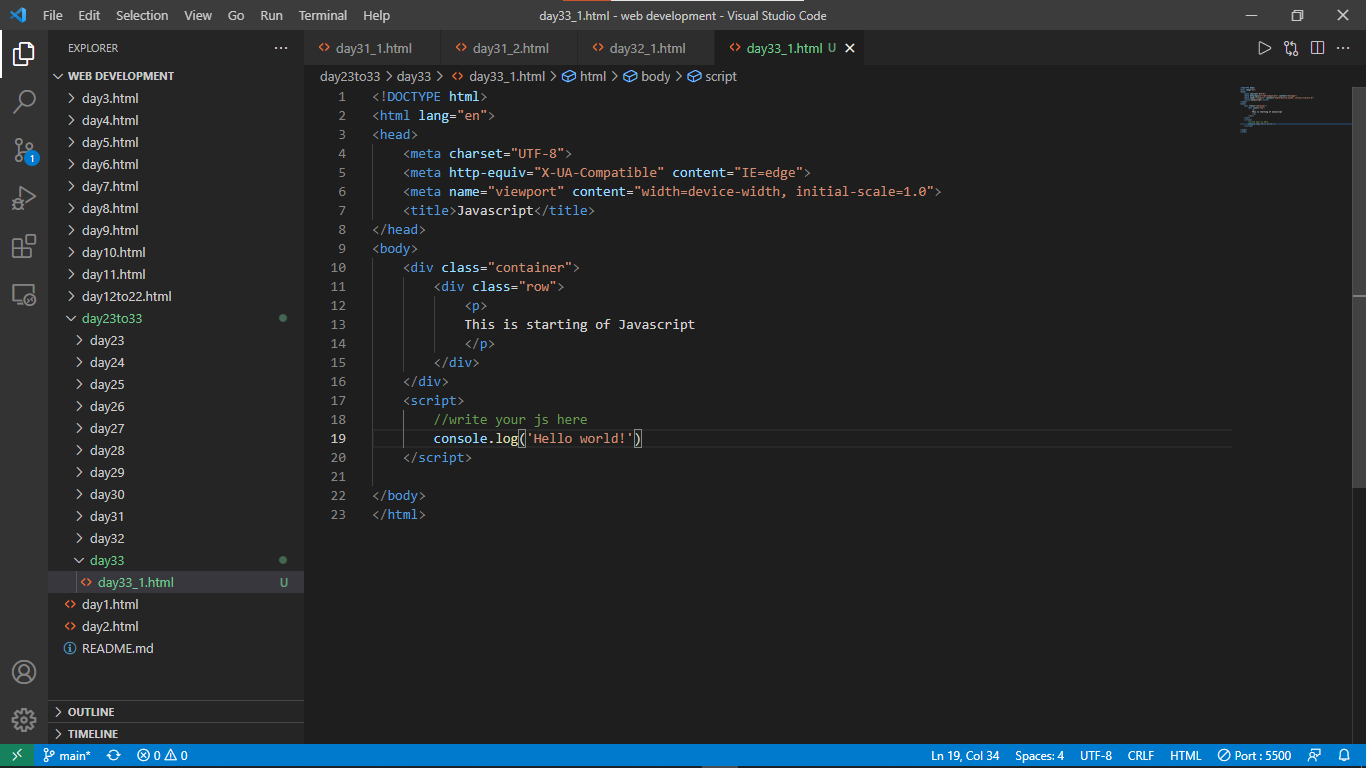 File Edit Selection View Go Run Terminal Help day33_1.html - web development - Visual Studio Code
EXPLORER
WEB DEVELOPMENT
day3.html
day4.html
day5.html
day6.html
day7.html
day8.html
day9.html
day10.html
day11.html
day12to22.html
day23to33
day23
day24
day25
day26
day27
day28
day29
day30
day31
day32
day33
day33_1.html U
day1.html
day2.html
README.md
OUTLINE
TIMELINE
1
day31_1.html day31_2.html day32_1.html day33_1.html U
day23to33 > day33 > day33_1.html > html > body > script
1 <!DOCTYPE html>
2 <html lang="en">
3 <head>
4 <meta charset="UTF-8">
5 <meta http-equiv="X-UA-Compatible" content="IE=edge">
6 <meta name="viewport" content="width=device-width, initial-scale=1.0">
7 <title>Javascript</title>
8 </head>
9 <body>
10 <div class="container">
11 <div class="row">
12 <p>
13 This is starting of Javascript
14 </p>
15 </div>
16 </div>
17 <script>
18 //write your js here
19 console.log('Hello world!')
20 </script>
21
22 </body>
23 </html>
main* 0 0 Ln 19, Col 34 Spaces: 4 UTF-8 CRLF HTML Port : 5500